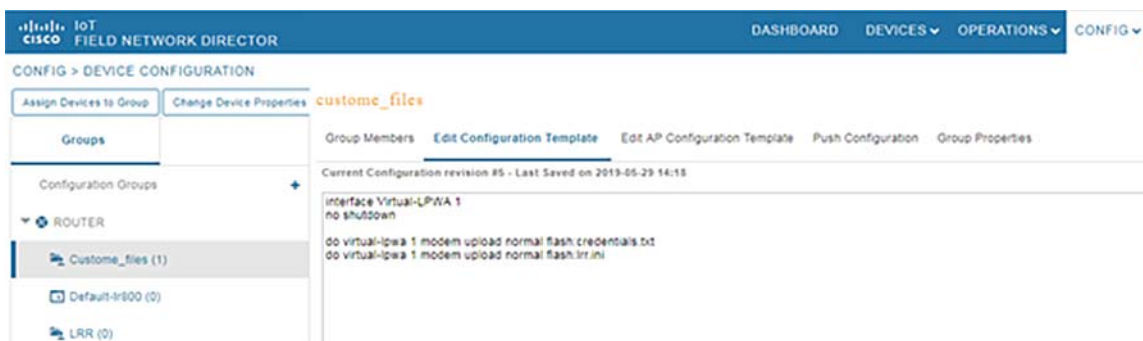 IoT
CISCO FIELD NETWORK DIRECTOR
DASHBOARD DEVICES OPERATIONS CONFIG
CONFIG > DEVICE CONFIGURATION
Assign Devices to Group Change Device Properties custome_files
Groups
Group Members Edit Configuration Template Edit AP Configuration Template Push Configuration Group Properties
Current Configuration revision #5 - Last Saved on 2019-05-29 14:18
Configuration Groups +
interface Virtual-LPWA 1
no shutdown
do virtual-lpwa 1 modem upload normal flash:credentials.txt
do virtual-lpwa 1 modem upload normal flash:lrr.ini
ROUTER
Custome_files (1)
Default-Ir800 (0)
LRR (0)